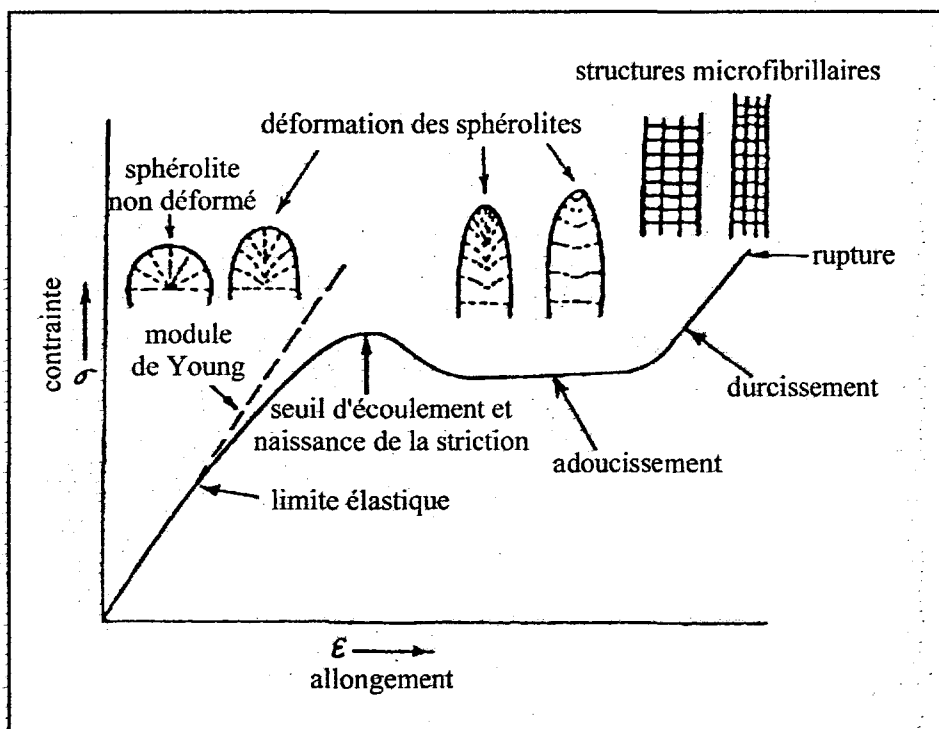 structures microfibrillaires
déformation des sphérolites
sphérolite
non déformé
rupture
contrainte
σ
module
de Young
durcissement
seuil d'écoulement et
naissance de la striction
adoucissement
limite élastique
ε
allongement